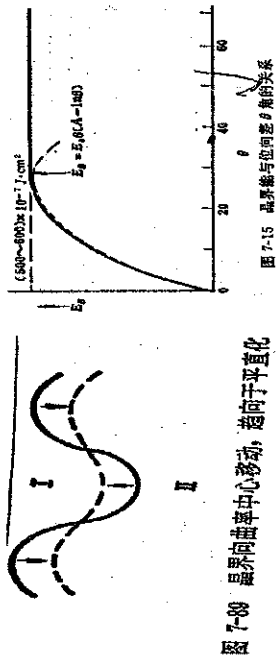 (500~600)×10⁻⁷J·cm²
E_B
E_B = E_0θ(A-lnθ)
0
20
40
60
θ
图 7-15 晶界能与位向差 θ 角的关系
I
II
图 7-89 晶界向曲率中心移动，趋向于平直化